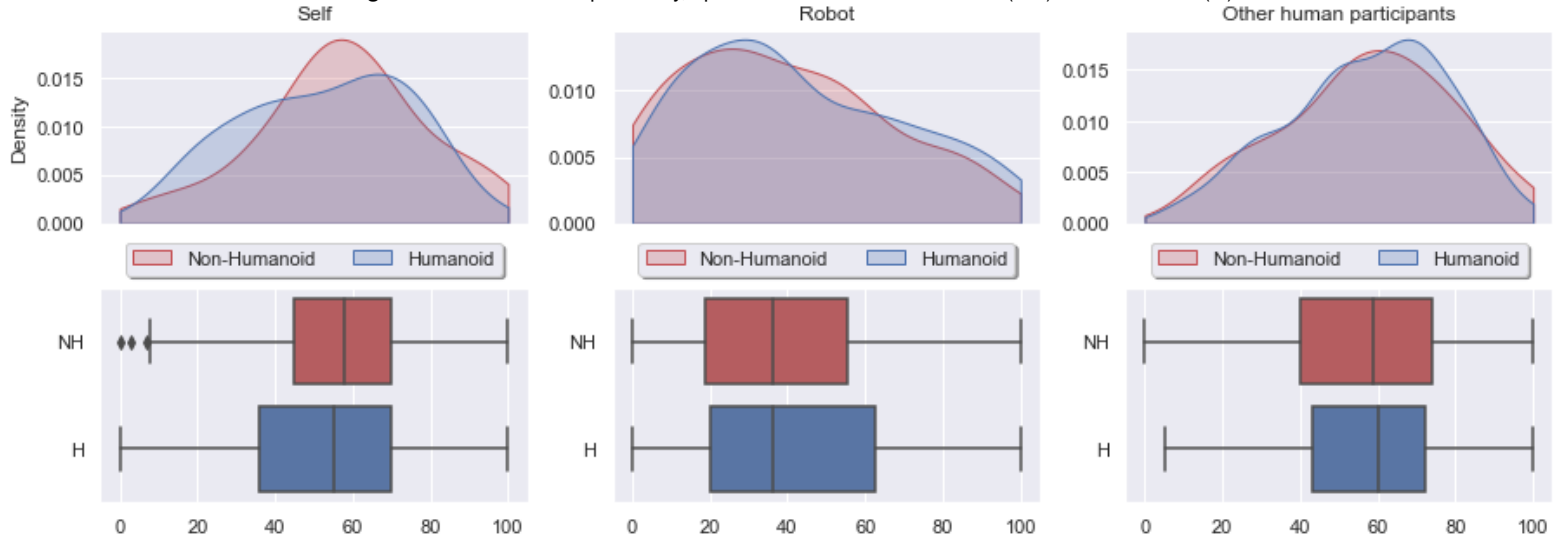 Self
Robot
Other human participants
Density
0.015
0.010
0.005
0.000
0.010
0.005
0.000
0.015
0.010
0.005
0.000
Non-Humanoid Humanoid
Non-Humanoid Humanoid
Non-Humanoid Humanoid
NH
H
0 20 40 60 80 100
NH
H
0 20 40 60 80 100
NH
H
0 20 40 60 80 100